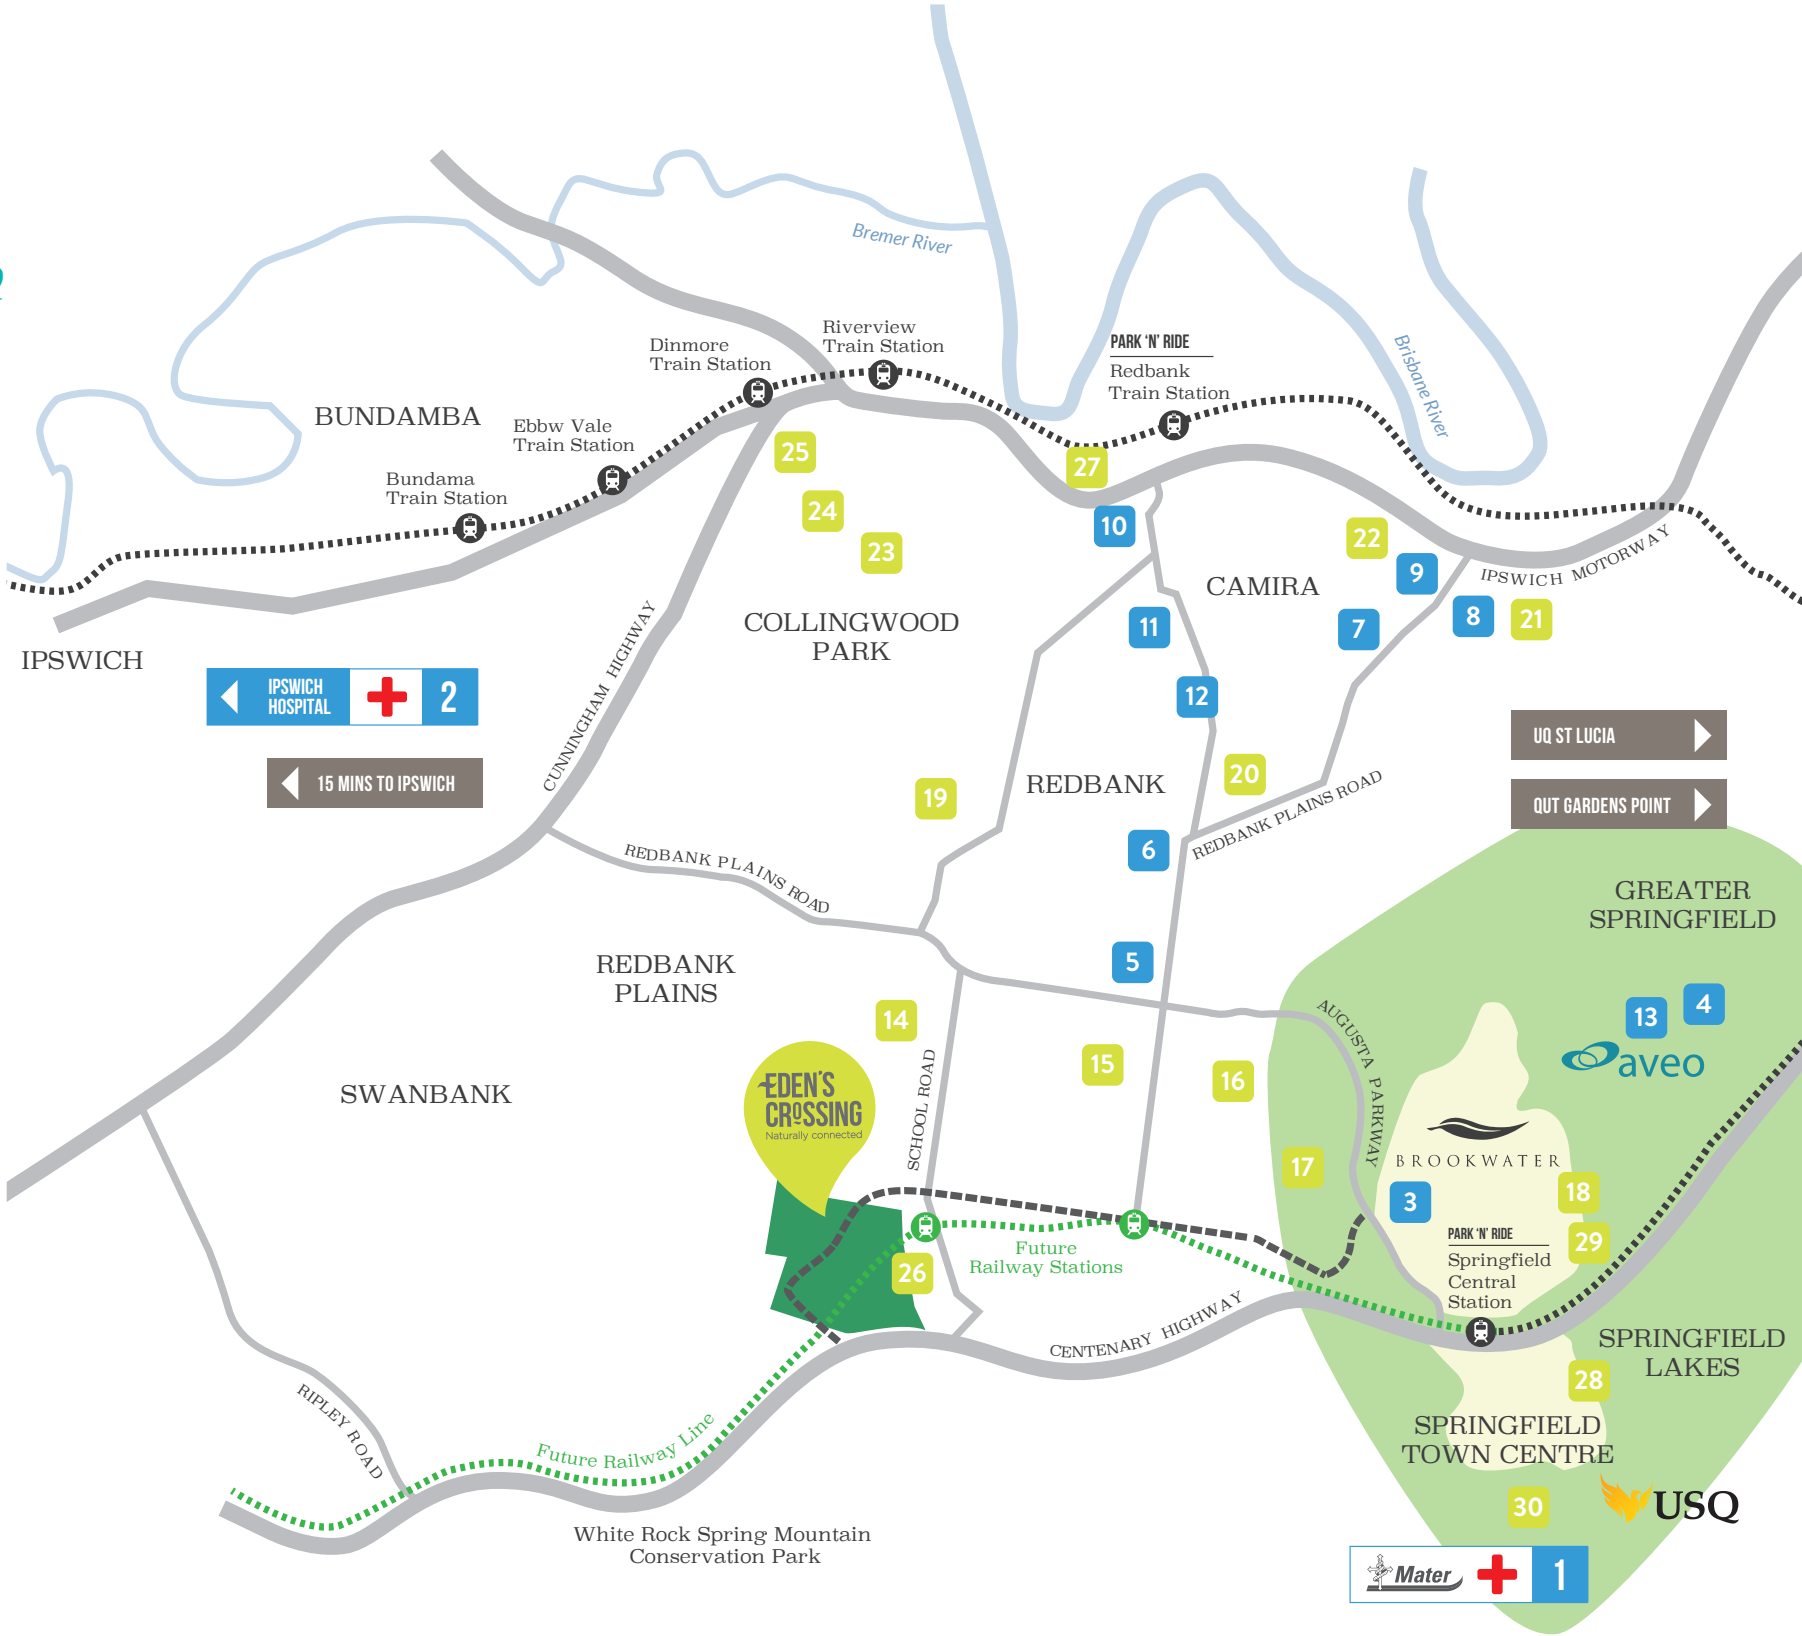 Bremer River
Brisbane River
Riverview
Train Station
Dinmore
Train Station
PARK 'N' RIDE
Redbank
Train Station
BUNDAMBA
Ebbw Vale
Train Station
Bundama
Train Station
25
24
23
27
10
22
9
8
21
7
IPSWICH MOTORWAY
CAMIRA
11
12
COLLINGWOOD
PARK
IPSWICH
IPSWICH
HOSPITAL
2
15 MINS TO IPSWICH
CUNNINGHAM HIGHWAY
UQ ST LUCIA
QUT GARDENS POINT
19
REDBANK
20
REDBANK PLAINS ROAD
6
REDBANK PLAINS ROAD
5
GREATER
SPRINGFIELD
REDBANK
PLAINS
14
15
16
17
AUGUSTA PARKWAY
13
4
aveo
SWANBANK
EDEN'S
CROSSING
Naturally connected
SCHOOL ROAD
BROOKWATER
3
18
29
PARK 'N' RIDE
Springfield
Central
Station
26
Future
Railway Stations
CENTENARY HIGHWAY
SPRINGFIELD
LAKES
28
RIPLEY ROAD
Future Railway Line
SPRINGFIELD
TOWN CENTRE
30
USQ
White Rock Spring Mountain
Conservation Park
Mater
1